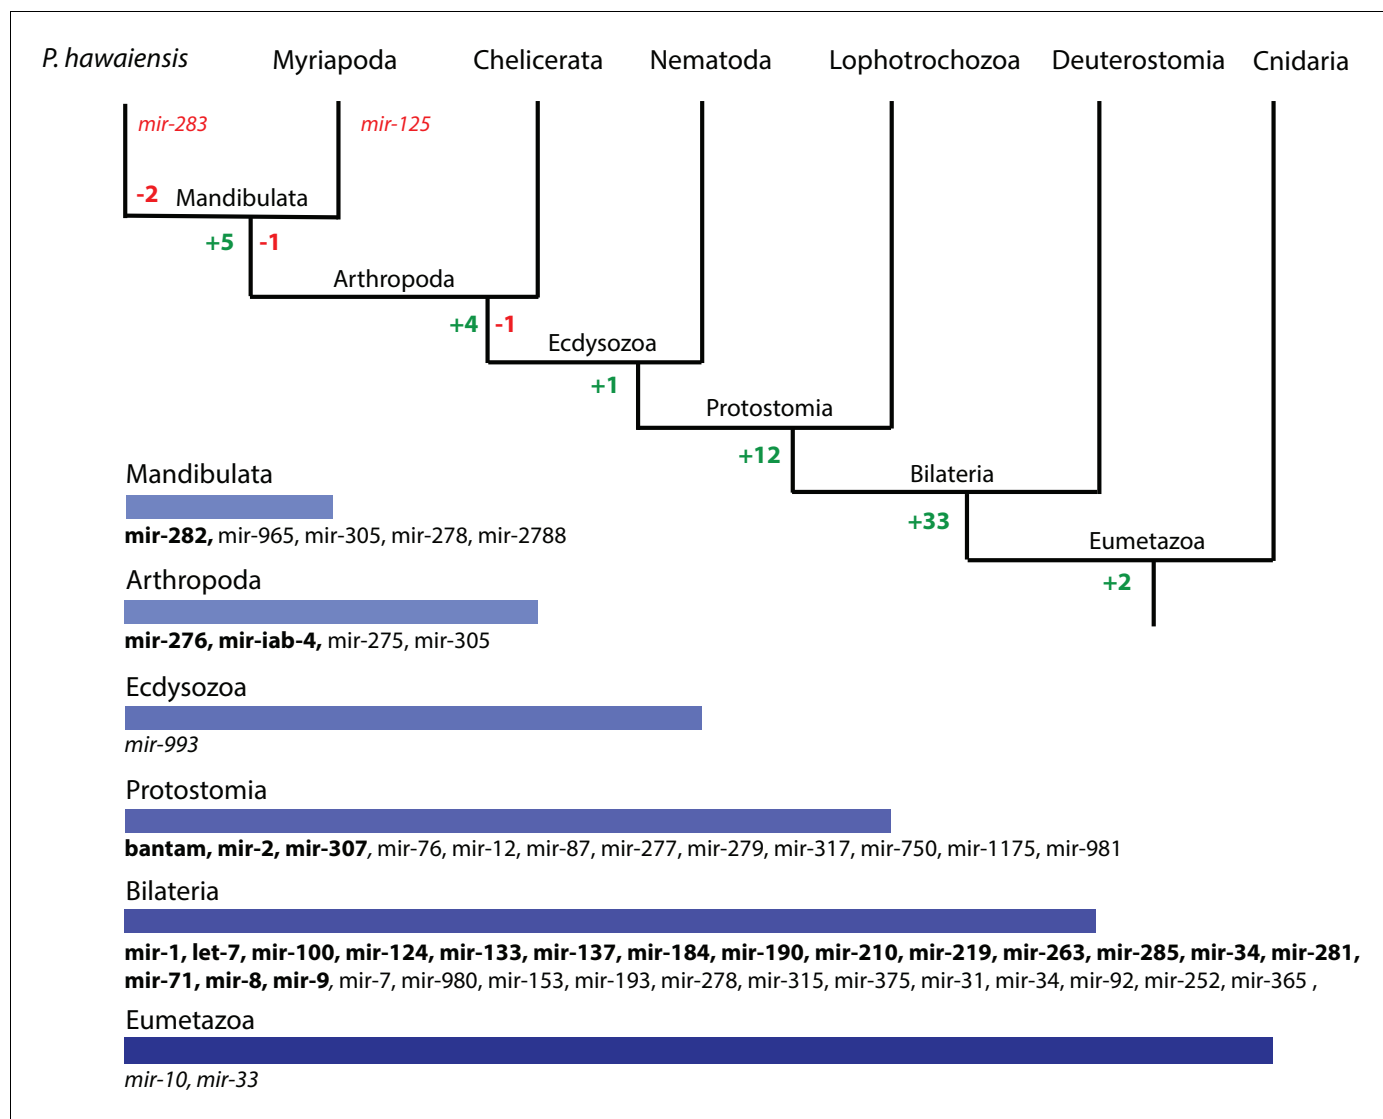 P. hawaiensis Myriapoda Chelicerata Nematoda Lophotrochozoa Deuterostomia Cnidaria
mir-283 mir-125
-2 Mandibulata
+5 -1
Arthropoda
+4 -1
Ecdysozoa
+1
Protostomia
+12
Bilateria
+33
Eumetazoa
+2
Mandibulata
mir-282, mir-965, mir-305, mir-278, mir-2788
Arthropoda
mir-276, mir-iab-4, mir-275, mir-305
Ecdysozoa
mir-993
Protostomia
bantam, mir-2, mir-307, mir-76, mir-12, mir-87, mir-277, mir-279, mir-317, mir-750, mir-1175, mir-981
Bilateria
mir-1, let-7, mir-100, mir-124, mir-133, mir-137, mir-184, mir-190, mir-210, mir-219, mir-263, mir-285, mir-34, mir-281,
mir-71, mir-8, mir-9, mir-7, mir-980, mir-153, mir-193, mir-278, mir-315, mir-375, mir-31, mir-34, mir-92, mir-252, mir-365 ,
Eumetazoa
mir-10, mir-33